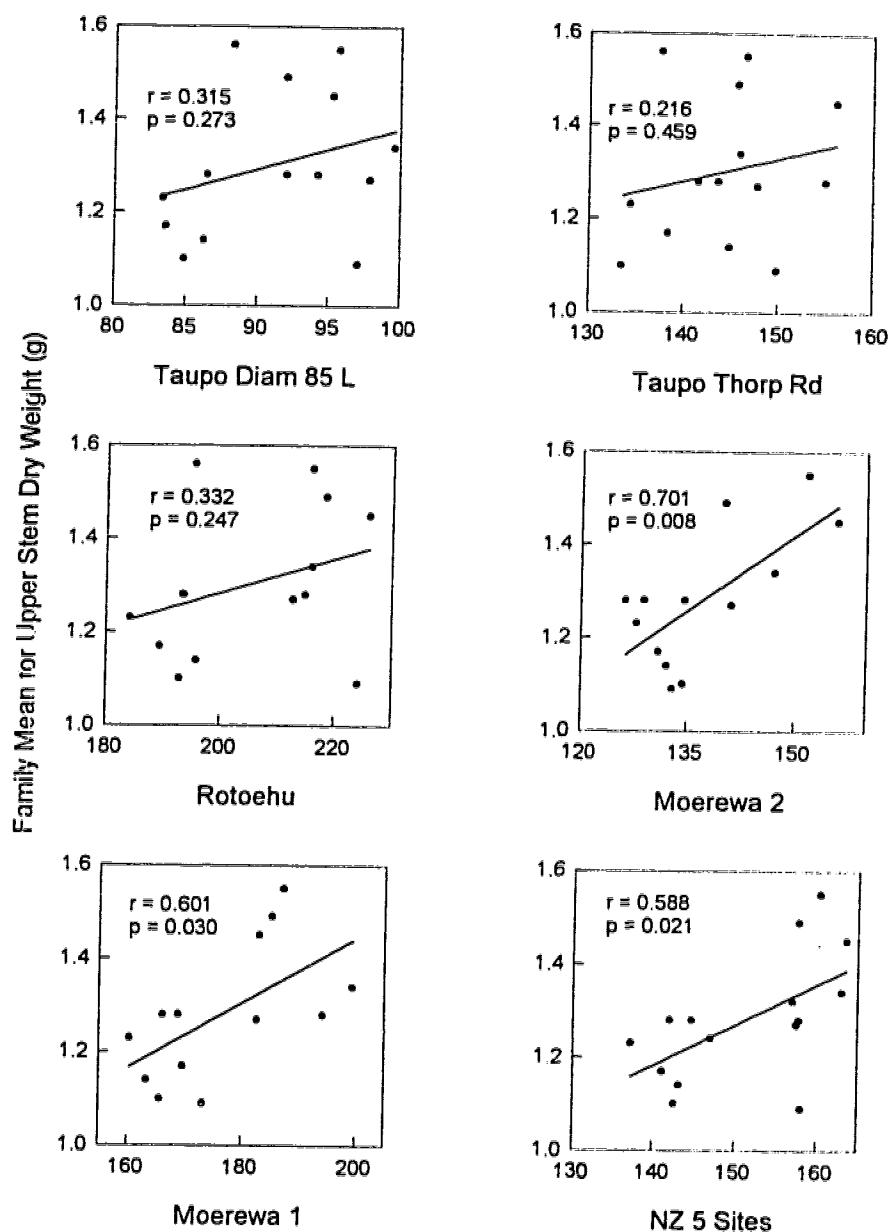 Family Mean for Upper Stem Dry Weight (g)
1.6
1.4
1.2
1.0
r = 0.315
p = 0.273
80 85 90 95 100
Taupo Diam 85 L
1.6
1.4
1.2
1.0
r = 0.216
p = 0.459
130 140 150 160
Taupo Thorp Rd
1.6
1.4
1.2
1.0
r = 0.332
p = 0.247
180 200 220
Rotoehu
1.6
1.4
1.2
1.0
r = 0.701
p = 0.008
120 135 150
Moerewa 2
1.6
1.4
1.2
1.0
r = 0.601
p = 0.030
160 180 200
Moerewa 1
1.6
1.4
1.2
1.0
r = 0.588
p = 0.021
130 140 150 160
NZ 5 Sites